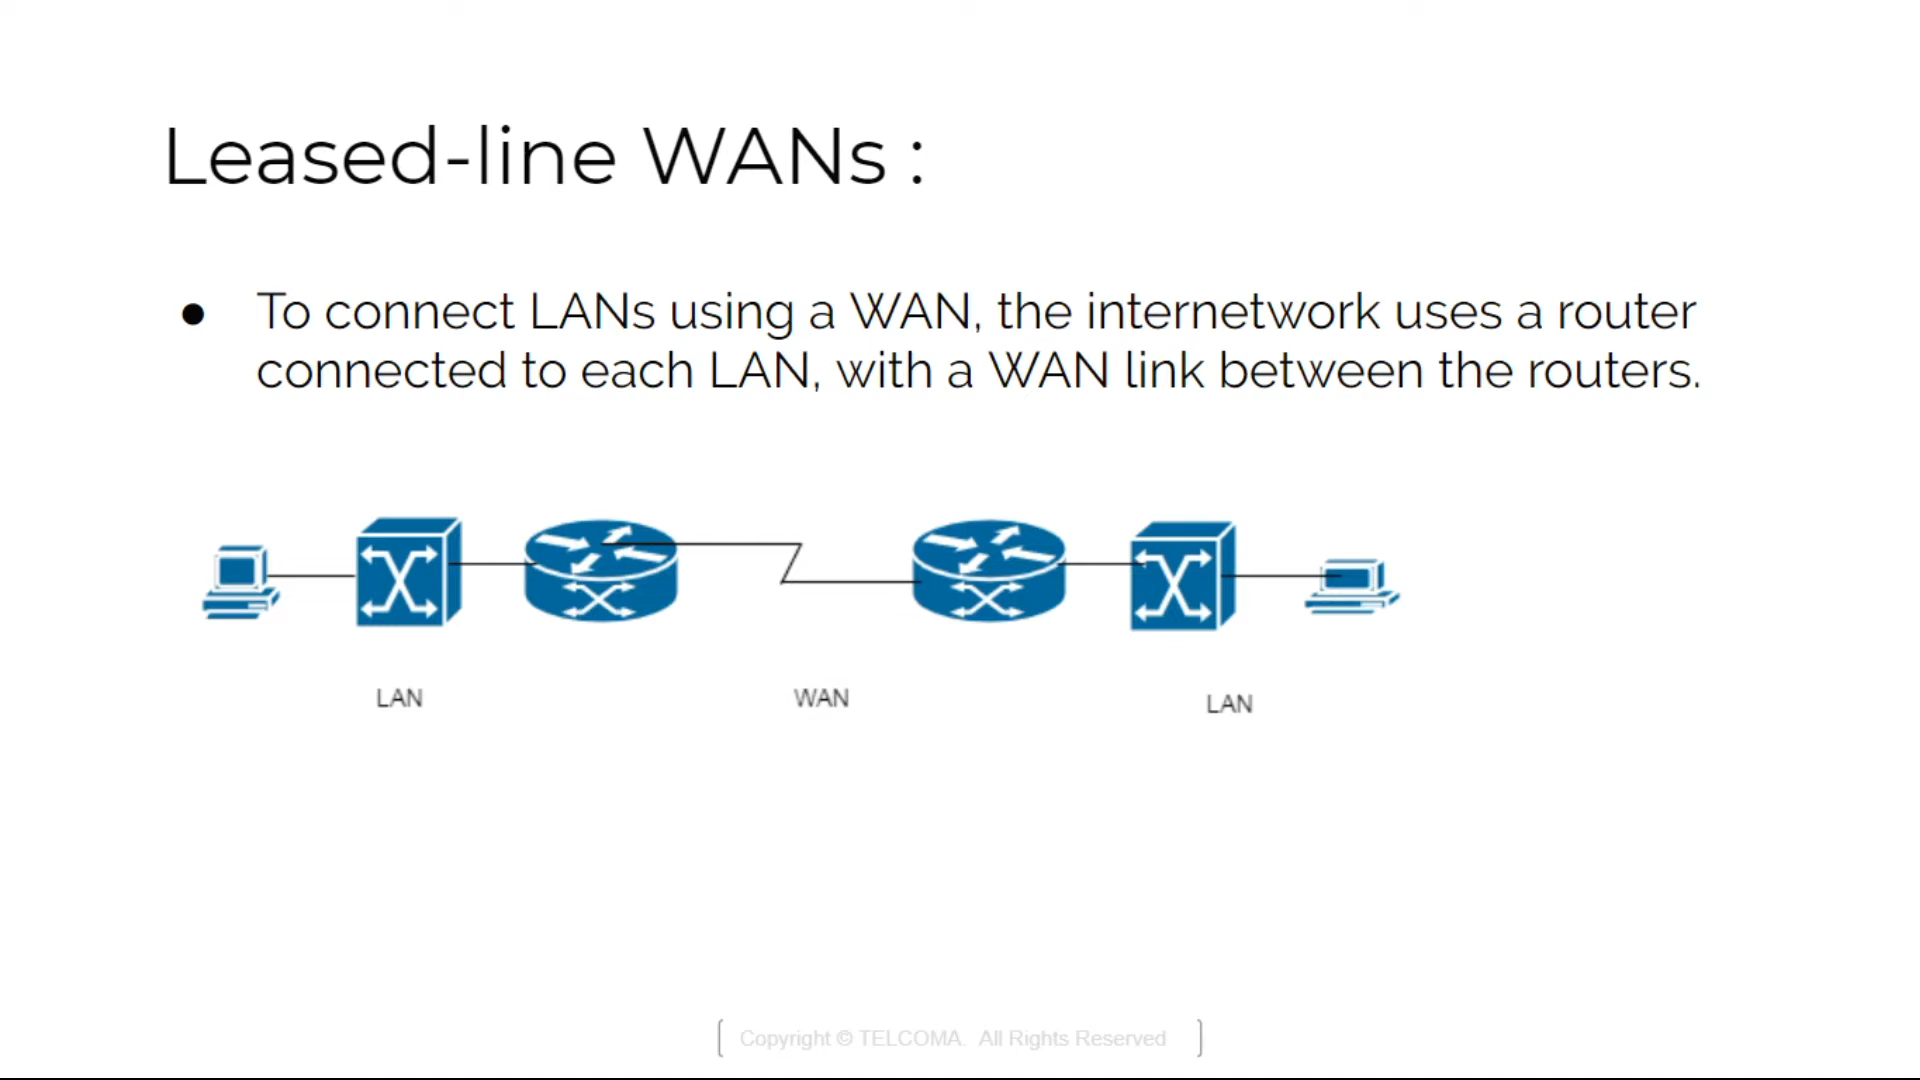 Leased-line WANs :
● To connect LANs using a WAN, the internetwork uses a router
connected to each LAN, with a WAN link between the routers.
LAN
WAN
LAN
[ Copyright © TELCOMA. All Rights Reserved ]